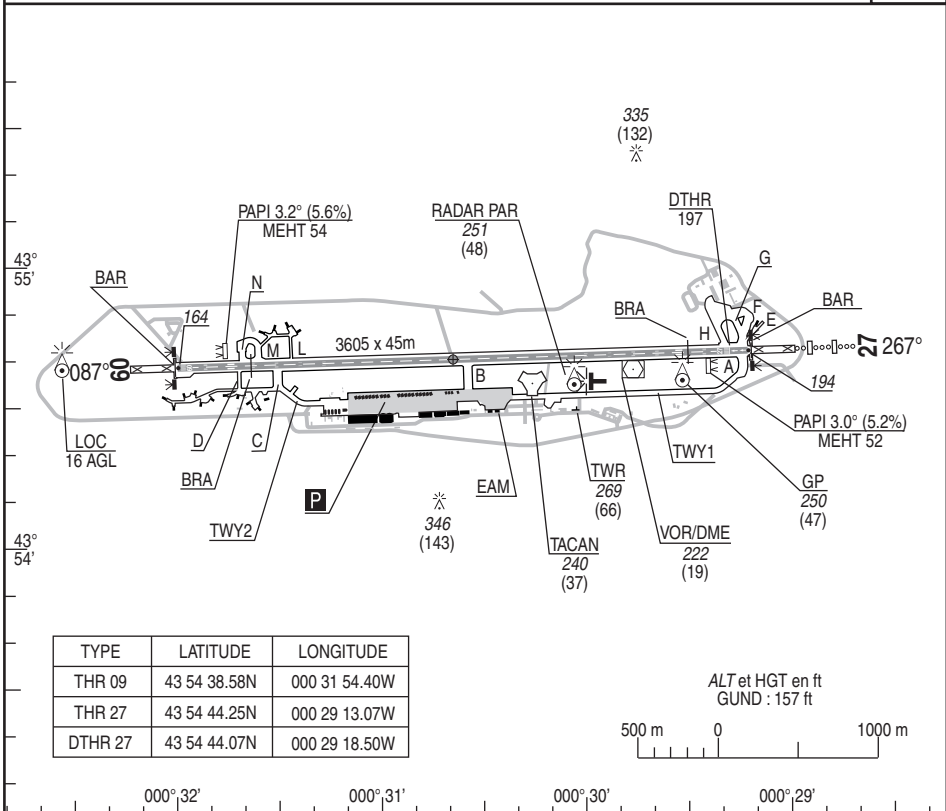 335
(132)
DTHR
197
PAPI 3.2° (5.6%)
MEHT 54
RADAR PAR
251
(48)
43°
55'
G
BAR
N
BRA
F
BAR
E
164
H
M
L
3605 x 45m
27 267°
087° 09
B
A
194
LOC
16 AGL
D
C
PAPI 3.0° (5.2%)
MEHT 52
TWY1
BRA
P
EAM
TWR
269
(66)
GP
250
(47)
TWY2
346
(143)
43°
54'
TACAN
240
(37)
VOR/DME
222
(19)
TYPE LATITUDE LONGITUDE
THR 09 43 54 38.58N 000 31 54.40W
THR 27 43 54 44.25N 000 29 13.07W
DTHR 27 43 54 44.07N 000 29 18.50W
ALT et HGT en ft
GUND : 157 ft
500 m 0 1000 m
000° 32' 000° 31' 000° 30' 000° 29'